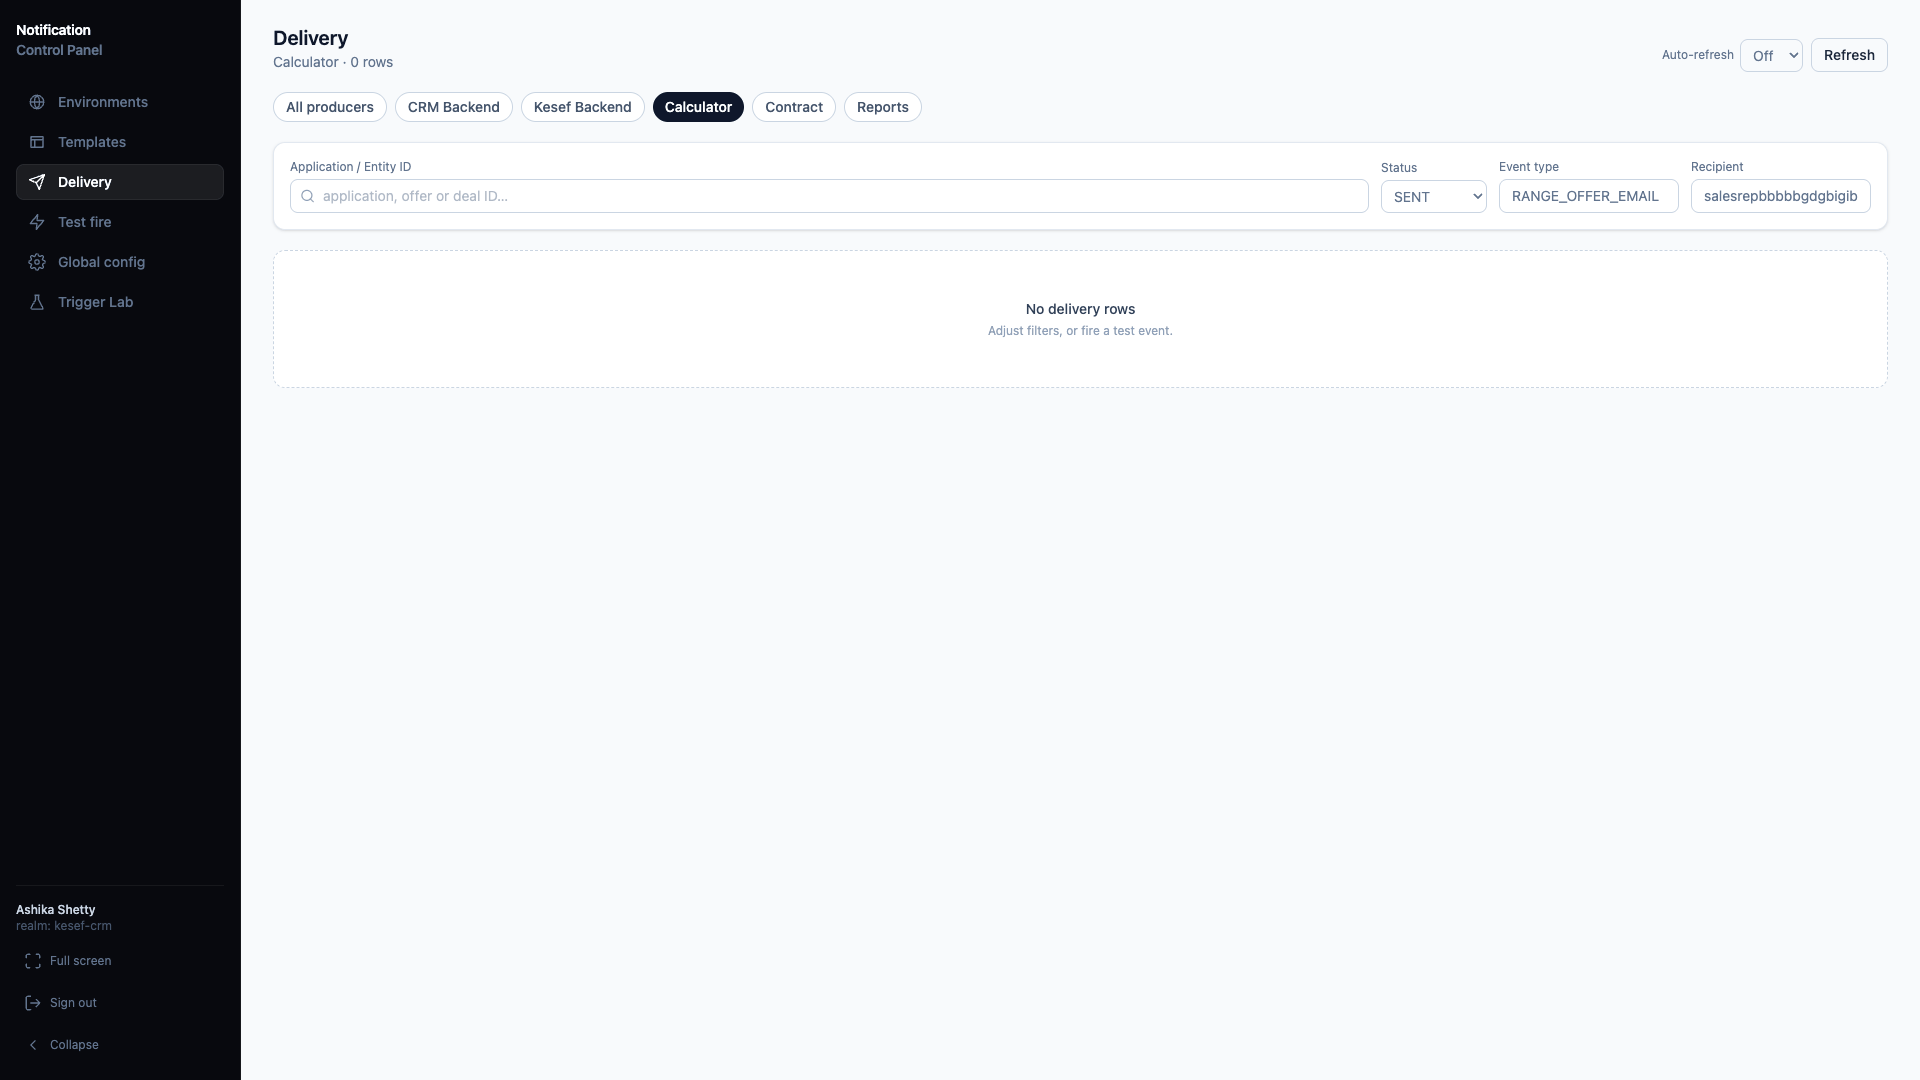 Notification
Control Panel
Environments
Templates
Delivery
Test fire
Global config
Trigger Lab
Ashika Shetty
realm: kesef-crm
Full screen
Sign out
Collapse
Delivery
Calculator · 0 rows
Auto-refresh
Off
Refresh
All producers
CRM Backend
Kesef Backend
Calculator
Contract
Reports
Application / Entity ID
application, offer or deal ID...
Status
SENT
Event type
RANGE_OFFER_EMAIL
Recipient
salesrepbbbbbgdgbigib
No delivery rows
Adjust filters, or fire a test event.